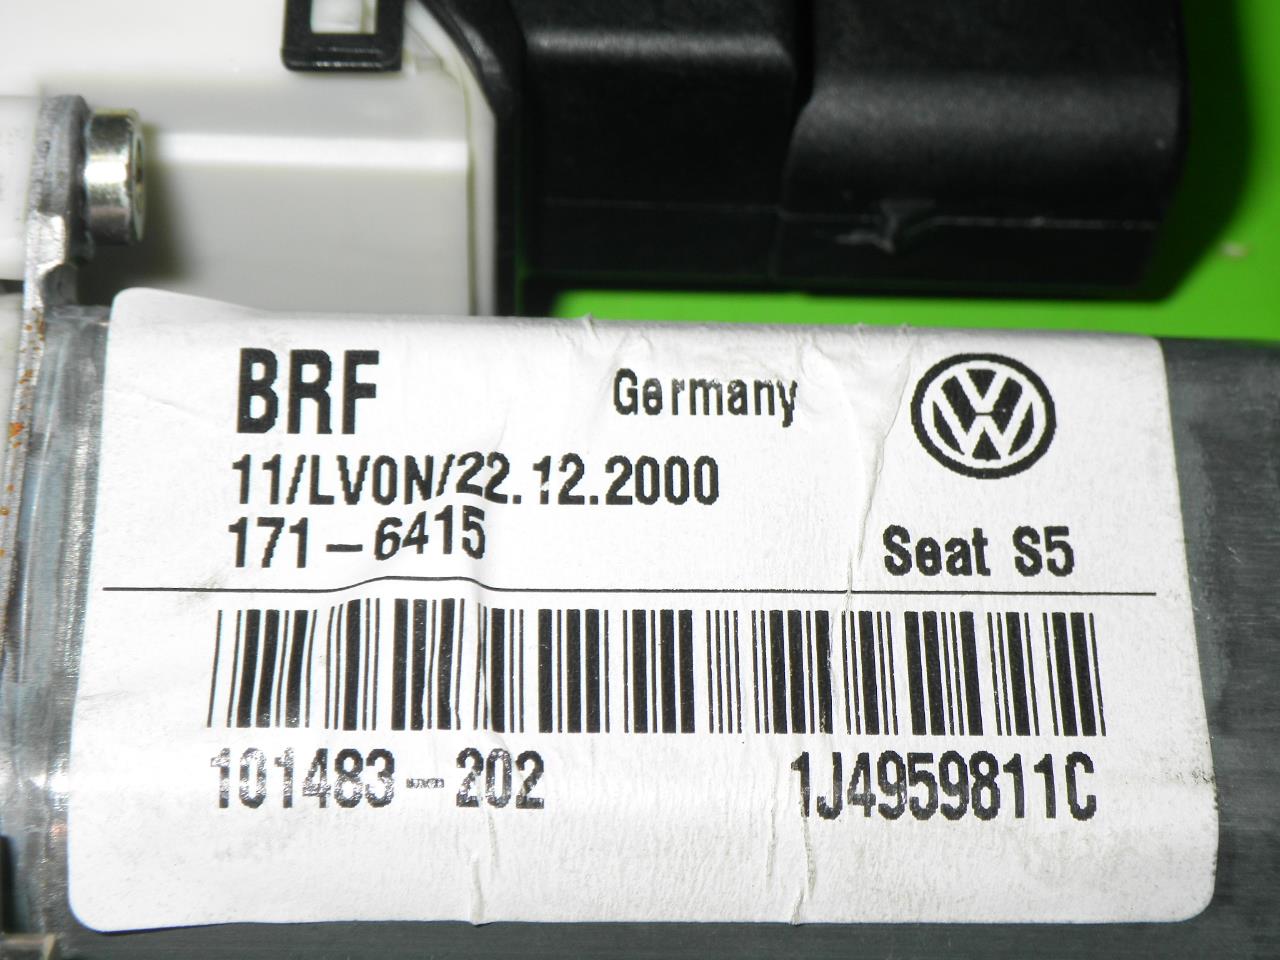 BRF Germany
11/LV0N/22.12.2000
171-6415 Seat S5
101483-202 1J4959811C